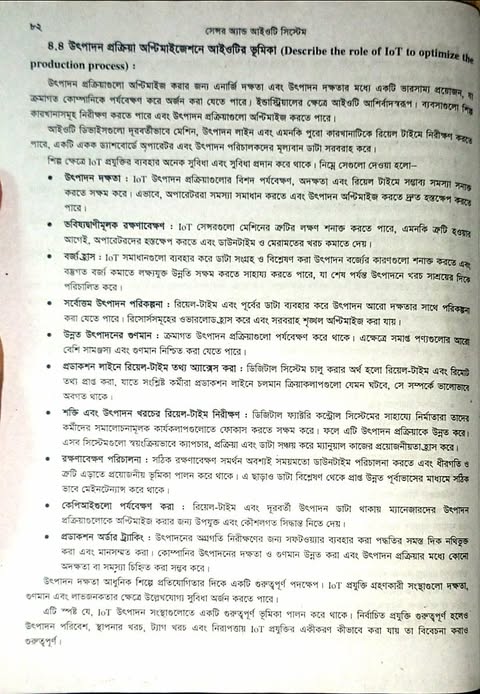 ৮২
সেন্সর অ্যান্ড আইওটি সিস্টেম
৪.৪ উৎপাদন প্রক্রিয়া অপ্টিমাইজেশনে আইওটির ভূমিকা (Describe the role of IoT to optimize the
production process) :
উৎপাদন প্রক্রিয়াগুলো অপ্টিমাইজ করার জন্য এনার্জি দক্ষতা এবং উৎপাদন দক্ষতার মধ্যে একটি ভারসাম্য প্রয়োজন, যা
ক্রমাগত কোম্পানিকে পর্যবেক্ষণ করে অর্জন করা যেতে পারে। ইন্ডাস্ট্রিয়ালের ক্ষেত্রে আইওটি আশির্বাদস্বরূপ। ব্যবসাগুলো শিল্প
কারখানাসমূহ নিরীক্ষণ করতে পারে এবং উৎপাদন প্রক্রিয়াগুলো অপ্টিমাইজ করতে পারে।
আইওটি ডিভাইসগুলো দূরবর্তীভাবে মেশিন, উৎপাদন লাইন এবং এমনকি পুরো কারখানাটিকে রিয়েল টাইমে নিরীক্ষণ করতে
পারে, একটি একক ড্যাশবোর্ডে অপারেটর এবং পরিচালকদের মূল্যবান ডাটা সরবরাহ করে।
শিল্প ক্ষেত্রে IoT প্রযুক্তির ব্যবহার অনেক সুবিধা এবং সুবিধা প্রদান করে থাকে। নিম্নে সেগুলো দেওয়া হলো–
• উৎপাদন দক্ষতা : IoT উৎপাদন প্রক্রিয়াগুলোর বিশদ পর্যবেক্ষণ, অদক্ষতা এবং রিয়েল টাইমে সম্ভাব্য সমস্যা সনাক্ত
করতে সক্ষম করে। এভাবে, অপারেটররা সমস্যা সমাধান করতে এবং উৎপাদন অপ্টিমাইজ করতে দ্রুত হস্তক্ষেপ করতে
পারে।
• ভবিষ্যদ্বাণীমূলক রক্ষণাবেক্ষণ : IoT সেন্সরগুলো মেশিনের ত্রুটির লক্ষণ শনাক্ত করতে পারে, এমনকি ত্রুটি হওয়ার
আগেই, অপারেটরদের হস্তক্ষেপ করতে এবং ডাউনটাইম ও মেরামতের খরচ কমাতে দেয়।
• বর্জ্য হ্রাস : IoT সমাধানগুলো ব্যবহার করে ডাটা সংগ্রহ ও বিশ্লেষণ করা উৎপাদন বর্জ্যের কারণগুলো শনাক্ত করতে এবং
বস্তুগত বর্জ্য কমাতে লক্ষ্যযুক্ত উন্নতি সক্ষম করতে সাহায্য করতে পারে, যা শেষ পর্যন্ত উৎপাদনে খরচ সাশ্রয়ের দিকে
পরিচালিত করে।
• সর্বোত্তম উৎপাদন পরিকল্পনা : রিয়েল-টাইম এবং পূর্বের ডাটা ব্যবহার করে উৎপাদন আরো দক্ষতার সাথে পরিকল্পনা
করা যেতে পারে। রিসোর্সসমূহের ওভারলোড হ্রাস করে এবং সরবরাহ শৃঙ্খল অপ্টিমাইজ করা যায়।
• উন্নত উৎপাদনের গুণমান : ক্রমাগত উৎপাদন প্রক্রিয়াগুলো পর্যবেক্ষণ করে থাকে। এক্ষেত্রে সমাপ্ত পণ্যগুলোর আরো
বেশি সামঞ্জস্য এবং গুণমান নিশ্চিত করা যেতে পারে।
• প্রডাকশন লাইনে রিয়েল-টাইম তথ্য অ্যাক্সেস করা : ডিজিটাল সিস্টেম চালু করার অর্থ হলো রিয়েল-টাইম এবং রিমোট
তথ্য প্রাপ্ত করা, যাতে সংশ্লিষ্ট কর্মীরা প্রডাকশন লাইনে চলমান ক্রিয়াকলাপগুলো যেমন ঘটবে, সে সম্পর্কে ভালোভাবে
অবগত থাকে।
• শক্তি এবং উৎপাদন খরচের রিয়েল-টাইম নিরীক্ষণ : ডিজিটাল ফ্যাক্টরি কন্ট্রোল সিস্টেমের সাহায্যে নির্মাতারা তাদের
কর্মীদের সমালোচনামূলক কার্যকলাপগুলোতে ফোকাস করতে সক্ষম করে। ফলে এটি উৎপাদন প্রক্রিয়াকে উন্নত করে।
এসব সিস্টেমগুলো স্বয়ংক্রিয়ভাবে ক্যাপচার, প্রক্রিয়া এবং ডাটা সঞ্চয় করে ম্যানুয়াল কাজের প্রয়োজনীয়তা হ্রাস করে।
• রক্ষণাবেক্ষণ পরিচালনা : সঠিক রক্ষণাবেক্ষণ সমর্থন অবশ্যই সময়মতো ডাউনটাইম পরিচালনা করতে এবং ধীরগতি ও
ত্রুটি এড়াতে প্রয়োজনীয় ভূমিকা পালন করে থাকে। এ ছাড়াও ডাটা বিশ্লেষণ থেকে প্রাপ্ত উন্নত পূর্বাভাসের মাধ্যমে সঠিক
ভাবে মেইনটেন্যান্স করে থাকে।
• কেপিআইগুলো পর্যবেক্ষণ করা : রিয়েল-টাইম এবং দূরবর্তী উৎপাদন ডাটা থাকায় ম্যানেজারদের উৎপাদন
প্রক্রিয়াগুলোকে অপ্টিমাইজ করার জন্য উপযুক্ত এবং কৌশলগত সিদ্ধান্ত নিতে দেয়।
• প্রডাকশন অর্ডার ট্র্যাকিং : উৎপাদনের অগ্রগতি নিরীক্ষণের জন্য সফটওয়্যার ব্যবহার করা পদ্ধতির সমস্ত দিক নথিভুক্ত
করা এবং মানসম্মত করা। কোম্পানির উৎপাদনের দক্ষতা ও গুণমান উন্নত করা এবং উৎপাদন প্রক্রিয়ার মধ্যে কোনো
অদক্ষতা বা সমস্যা চিহ্নিত করা সম্ভব করে।
উৎপাদন দক্ষতা আধুনিক শিল্পে প্রতিযোগিতার দিকে একটি গুরুত্বপূর্ণ পদক্ষেপ। IoT প্রযুক্তি গ্রহণকারী সংস্থাগুলো দক্ষতা,
গুণমান এবং লাভজনকতার ক্ষেত্রে উল্লেখযোগ্য সুবিধা অর্জন করতে পারে।
এটি স্পষ্ট যে, IoT উৎপাদন সংস্থাগুলোতে একটি গুরুত্বপূর্ণ ভূমিকা পালন করে থাকে। নির্বাচিত প্রযুক্তি গুরুত্বপূর্ণ হলেও
উৎপাদন পরিবেশ, স্থাপনার খরচ, ট্যাগ খরচ এবং নিরাপত্তায় IoT প্রযুক্তির একীকরণ কীভাবে করা যায় তা বিবেচনা করাও
গুরুত্বপূর্ণ।